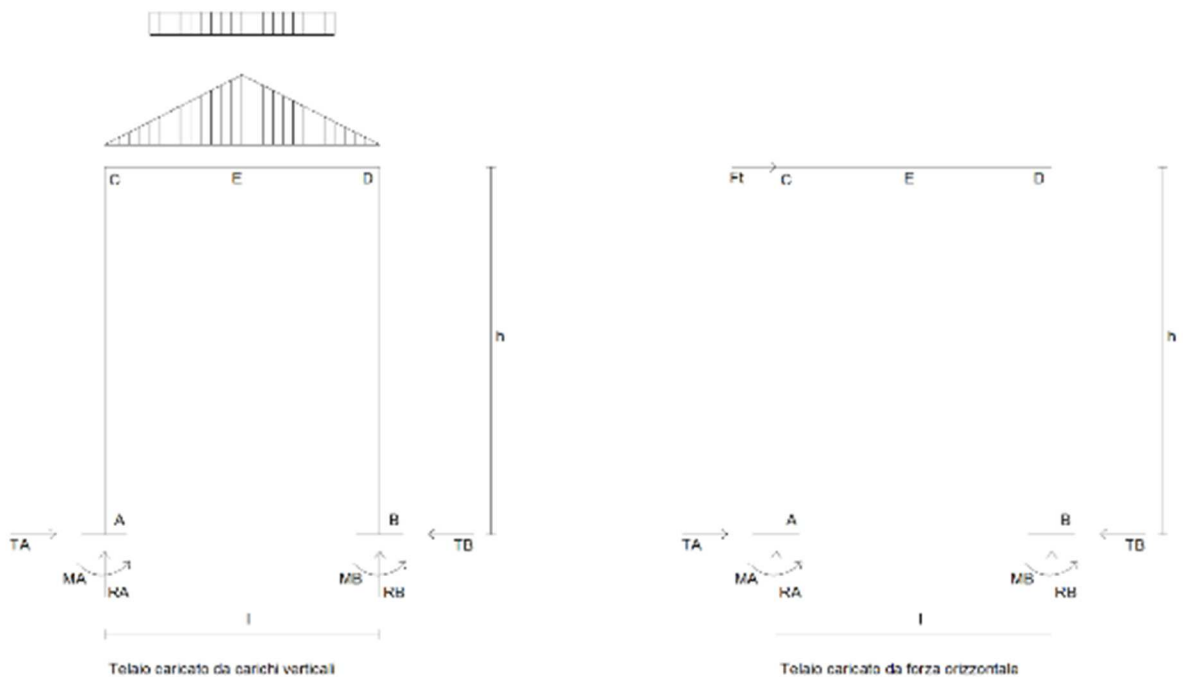 C E D
h
A B
TA TB
MA MB
RA RB
l
Telaio caricato da carichi verticali
Ft C E D
h
A B
TA TB
MA MB
RA RB
l
Telaio caricato da forza orizzontale